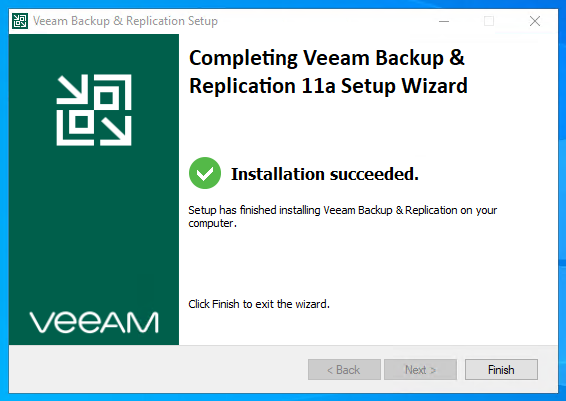 Veeam Backup & Replication Setup
Completing Veeam Backup &
Replication 11a Setup Wizard
Installation succeeded.
Setup has finished installing Veeam Backup & Replication on your
computer.
Click Finish to exit the wizard.
veeAM
< Back Next > Finish